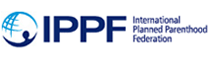 IPPF
International
Planned Parenthood
Federation